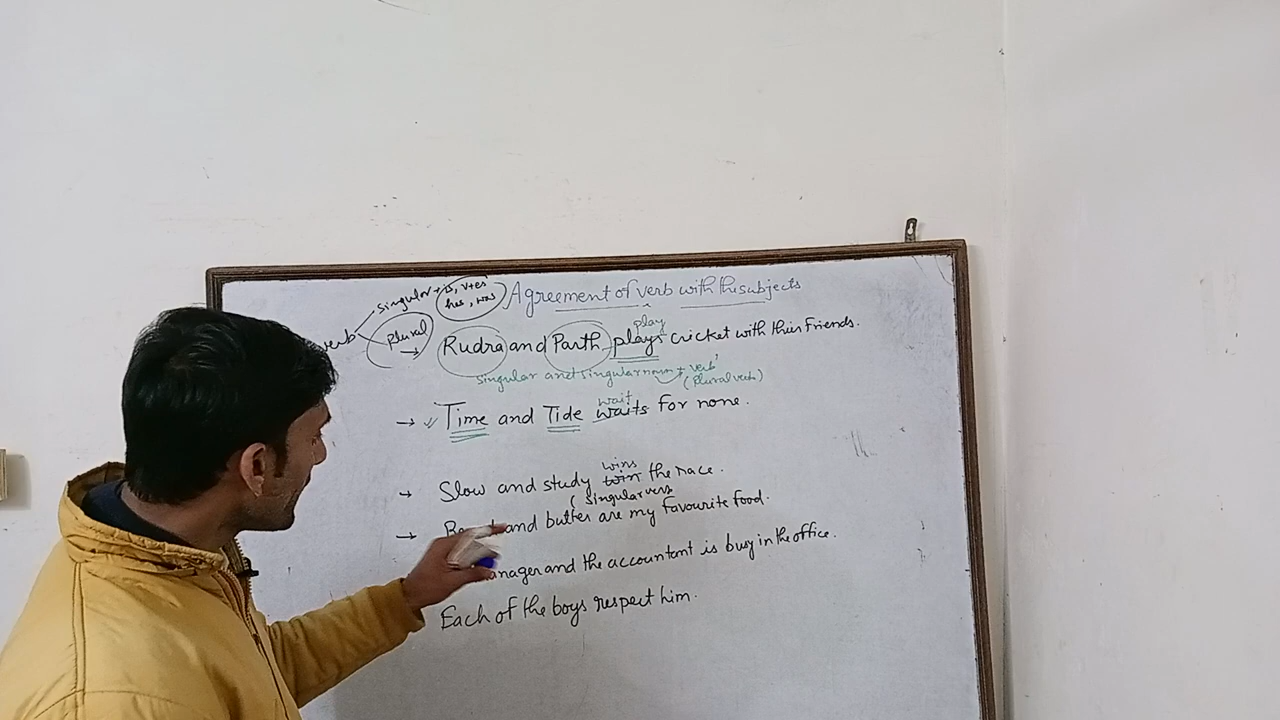 Agreement of verb with the subjects
singular + s, v+es
has, was
verb
plural
play
→ Rudra and Parth plays cricket with their friends.
singular and singular noun + verb
(plural verb)
wait
→ Time and Tide waits for none.
wins
→ Slow and study win the race.
(singular verb
→ and butter are my favourite food.
and the accountant is busy in the office.
Each of the boys respect him.